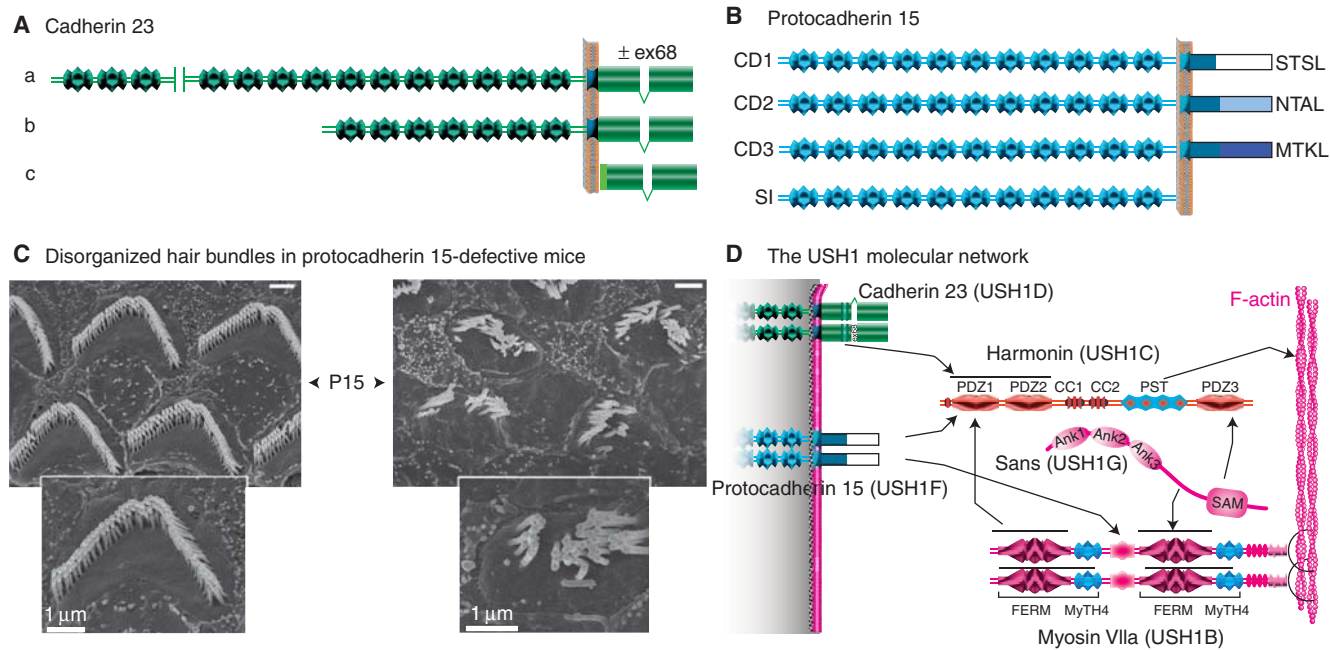 A Cadherin 23
± ex68
a
b
c
B Protocadherin 15
CD1
STSL
CD2
NTAL
CD3
MTKL
SI
C Disorganized hair bundles in protocadherin 15-defective mice
P15
1 μm
1 μm
D The USH1 molecular network
Cadherin 23 (USH1D)
ex68
F-actin
Harmonin (USH1C)
PDZ1 PDZ2 CC1 CC2 PST PDZ3
Ank1 Ank2 Ank3
Sans (USH1G)
Protocadherin 15 (USH1F)
SAM
FERM MyTH4 FERM MyTH4
Myosin VIIa (USH1B)